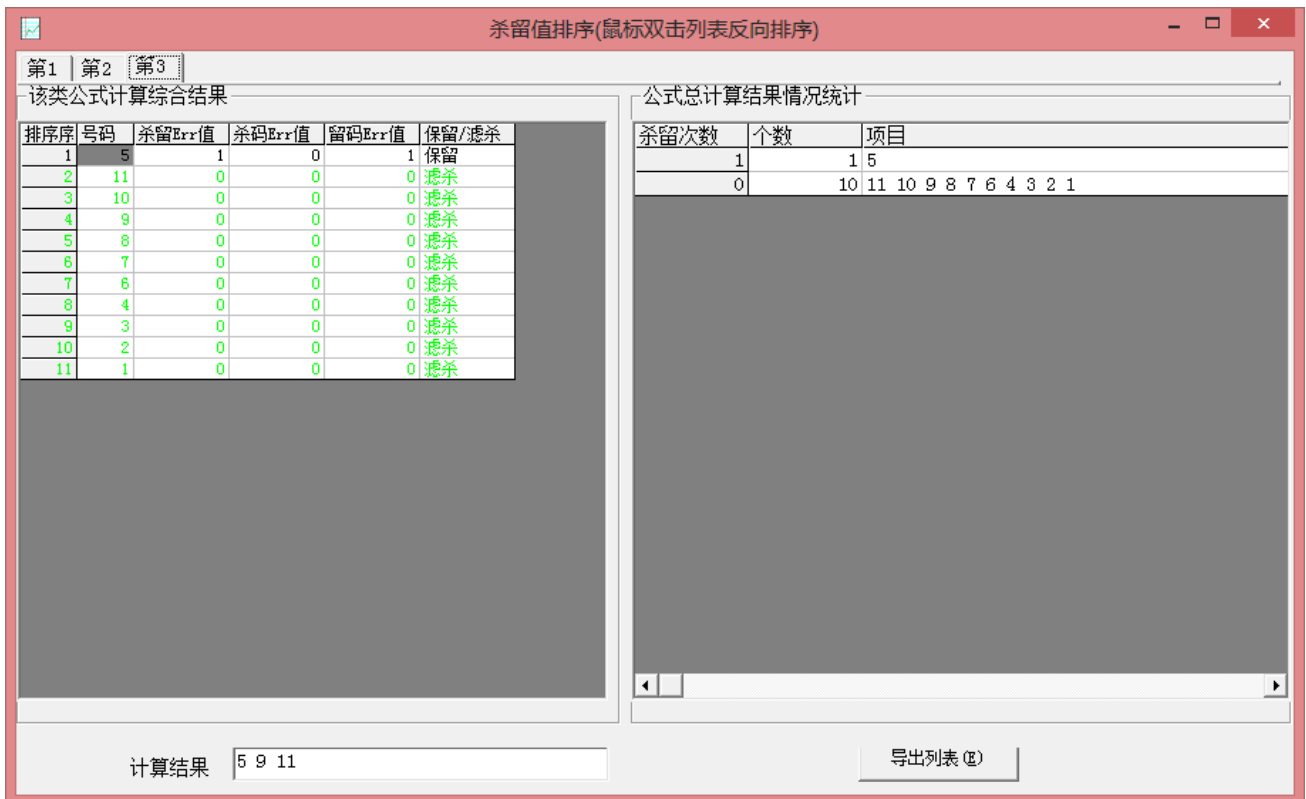 杀留值排序(鼠标双击列表反向排序)
第1 第2 第3
该类公式计算综合结果
排序序 号码 杀留Err值 杀码Err值 留码Err值 保留/滤杀
1 5 1 0 1 保留
2 11 0 0 0 滤杀
3 10 0 0 0 滤杀
4 9 0 0 0 滤杀
5 8 0 0 0 滤杀
6 7 0 0 0 滤杀
7 6 0 0 0 滤杀
8 4 0 0 0 滤杀
9 3 0 0 0 滤杀
10 2 0 0 0 滤杀
11 1 0 0 0 滤杀
公式总计算结果情况统计
杀留次数 个数 项目
1 1 5
0 10 11 10 9 8 7 6 4 3 2 1
计算结果 5 9 11
导出列表(E)